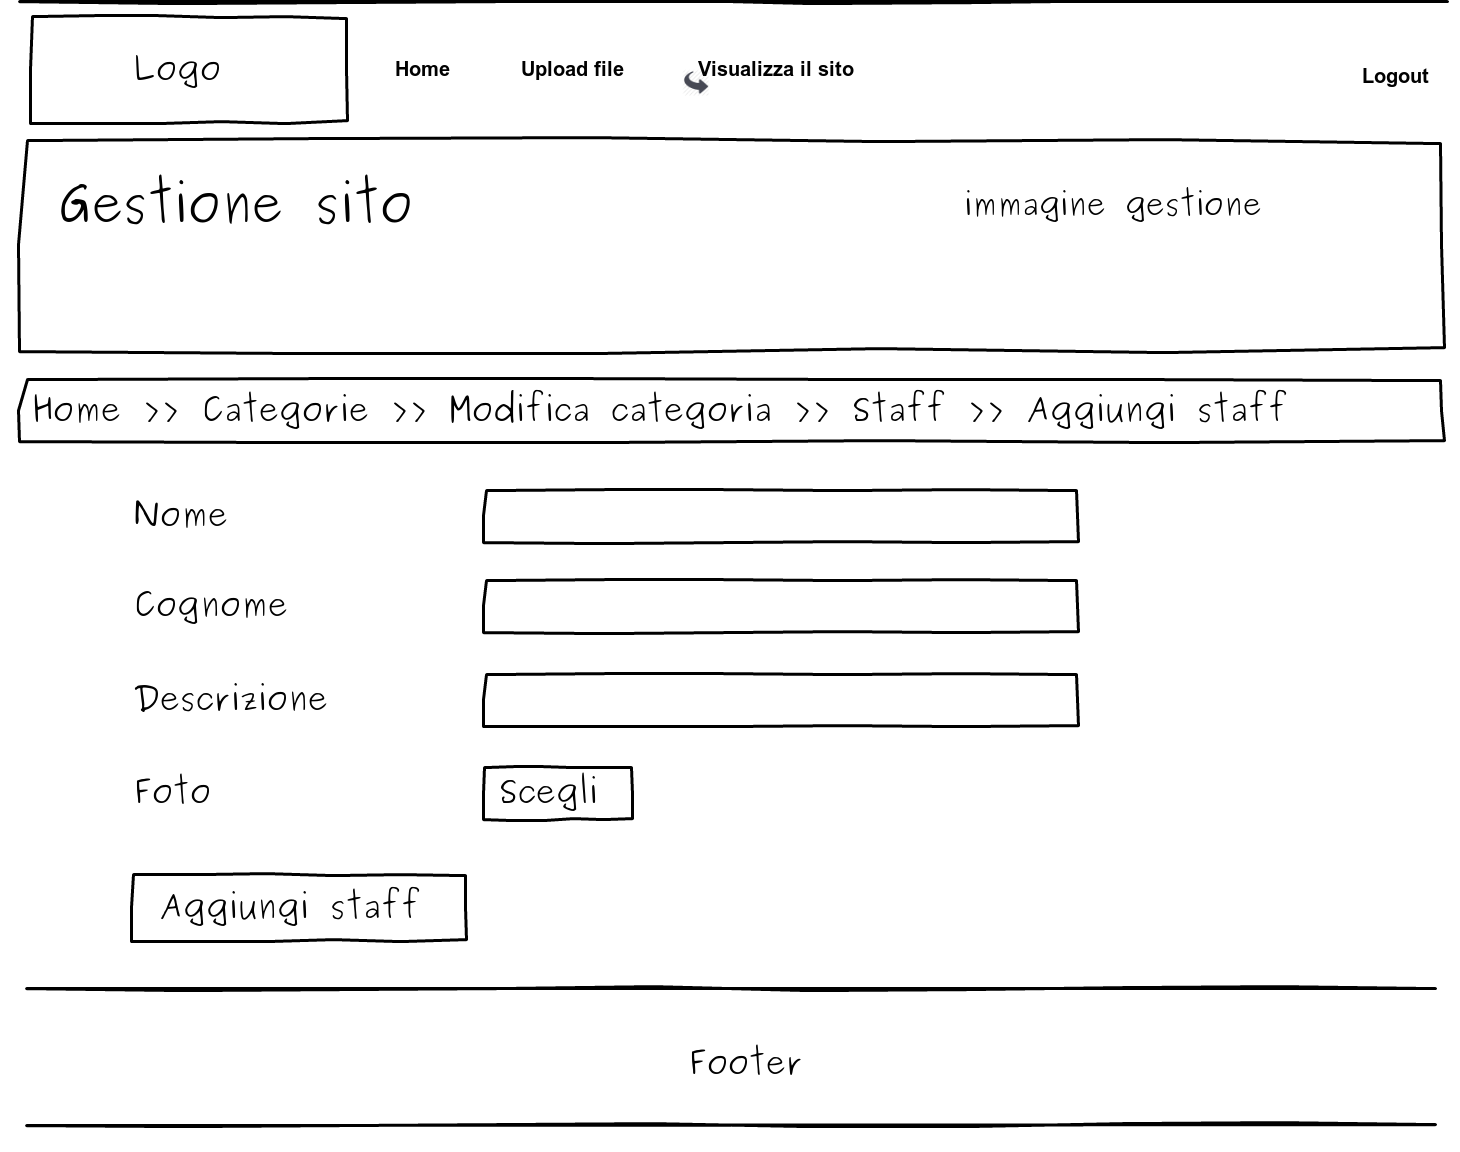 Logo Home Upload file Visualizza il sito Logout
Gestione sito immagine gestione
Home >> Categorie >> Modifica categoria >> Staff >> Aggiungi staff
Nome
Cognome
Descrizione
Foto Scegli
Aggiungi staff
Footer